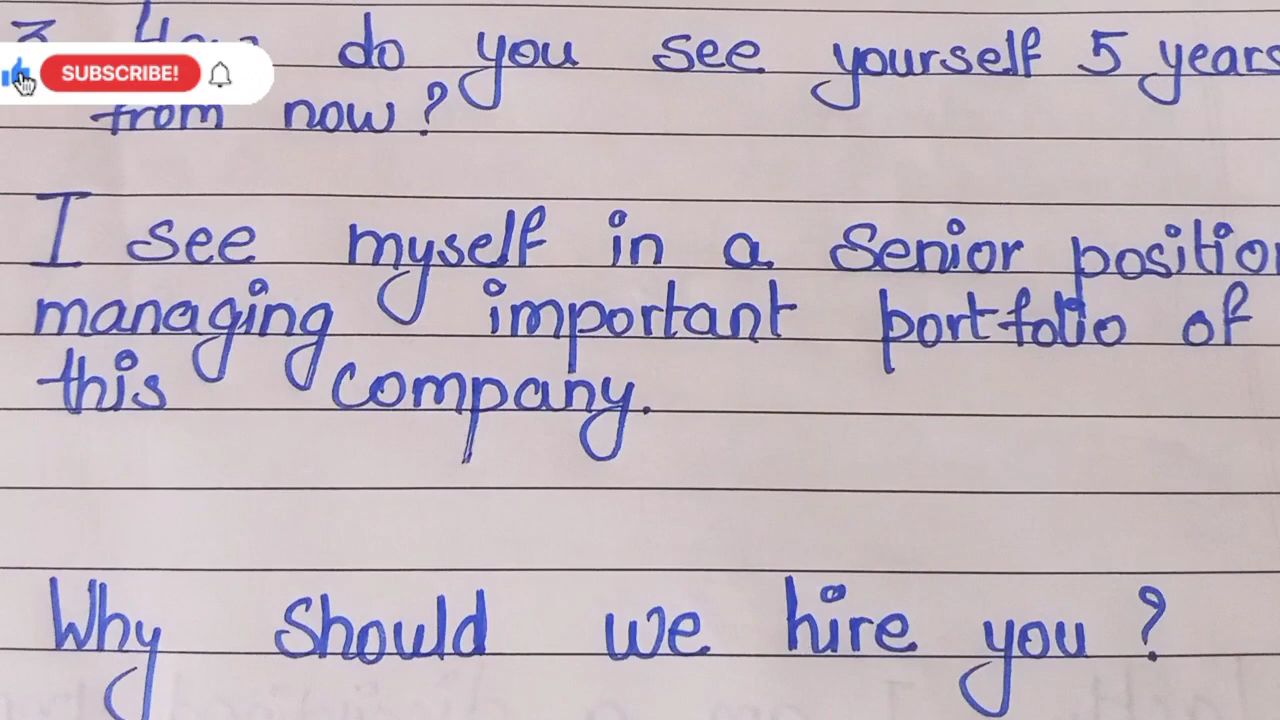 do you see yourself 5 years
SUBSCRIBE!
from now?
I see myself in a Senior position
managing important portfolio of
this company.
Why Should we hire you?